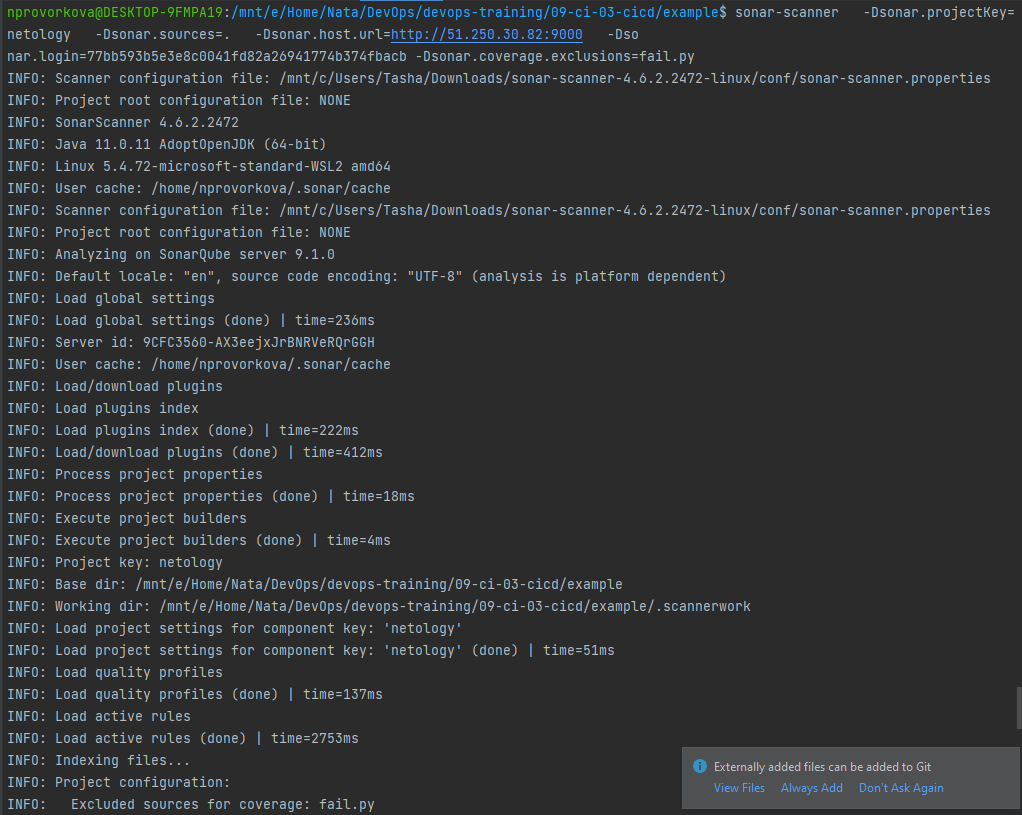 nprovorkova@DESKTOP-9FMPA19:/mnt/e/Home/Nata/DevOps/devops-training/09-ci-03-cicd/example$ sonar-scanner   -Dsonar.projectKey=
netology   -Dsonar.sources=.   -Dsonar.host.url=http://51.250.30.82:9000   -Dso
nar.login=77bb593b5e3e8c0041fd82a26941774b374fbacb -Dsonar.coverage.exclusions=fail.py
INFO: Scanner configuration file: /mnt/c/Users/Tasha/Downloads/sonar-scanner-4.6.2.2472-linux/conf/sonar-scanner.properties
INFO: Project root configuration file: NONE
INFO: SonarScanner 4.6.2.2472
INFO: Java 11.0.11 AdoptOpenJDK (64-bit)
INFO: Linux 5.4.72-microsoft-standard-WSL2 amd64
INFO: User cache: /home/nprovorkova/.sonar/cache
INFO: Scanner configuration file: /mnt/c/Users/Tasha/Downloads/sonar-scanner-4.6.2.2472-linux/conf/sonar-scanner.properties
INFO: Project root configuration file: NONE
INFO: Analyzing on SonarQube server 9.1.0
INFO: Default locale: "en", source code encoding: "UTF-8" (analysis is platform dependent)
INFO: Load global settings
INFO: Load global settings (done) | time=236ms
INFO: Server id: 9CFC3560-AX3eejxJrBNRVeRQrGGH
INFO: User cache: /home/nprovorkova/.sonar/cache
INFO: Load/download plugins
INFO: Load plugins index
INFO: Load plugins index (done) | time=222ms
INFO: Load/download plugins (done) | time=412ms
INFO: Process project properties
INFO: Process project properties (done) | time=18ms
INFO: Execute project builders
INFO: Execute project builders (done) | time=4ms
INFO: Project key: netology
INFO: Base dir: /mnt/e/Home/Nata/DevOps/devops-training/09-ci-03-cicd/example
INFO: Working dir: /mnt/e/Home/Nata/DevOps/devops-training/09-ci-03-cicd/example/.scannerwork
INFO: Load project settings for component key: 'netology'
INFO: Load project settings for component key: 'netology' (done) | time=51ms
INFO: Load quality profiles
INFO: Load quality profiles (done) | time=137ms
INFO: Load active rules
INFO: Load active rules (done) | time=2753ms
INFO: Indexing files...
INFO: Project configuration:
INFO:   Excluded sources for coverage: fail.py
Externally added files can be added to Git
View Files   Always Add   Don't Ask Again